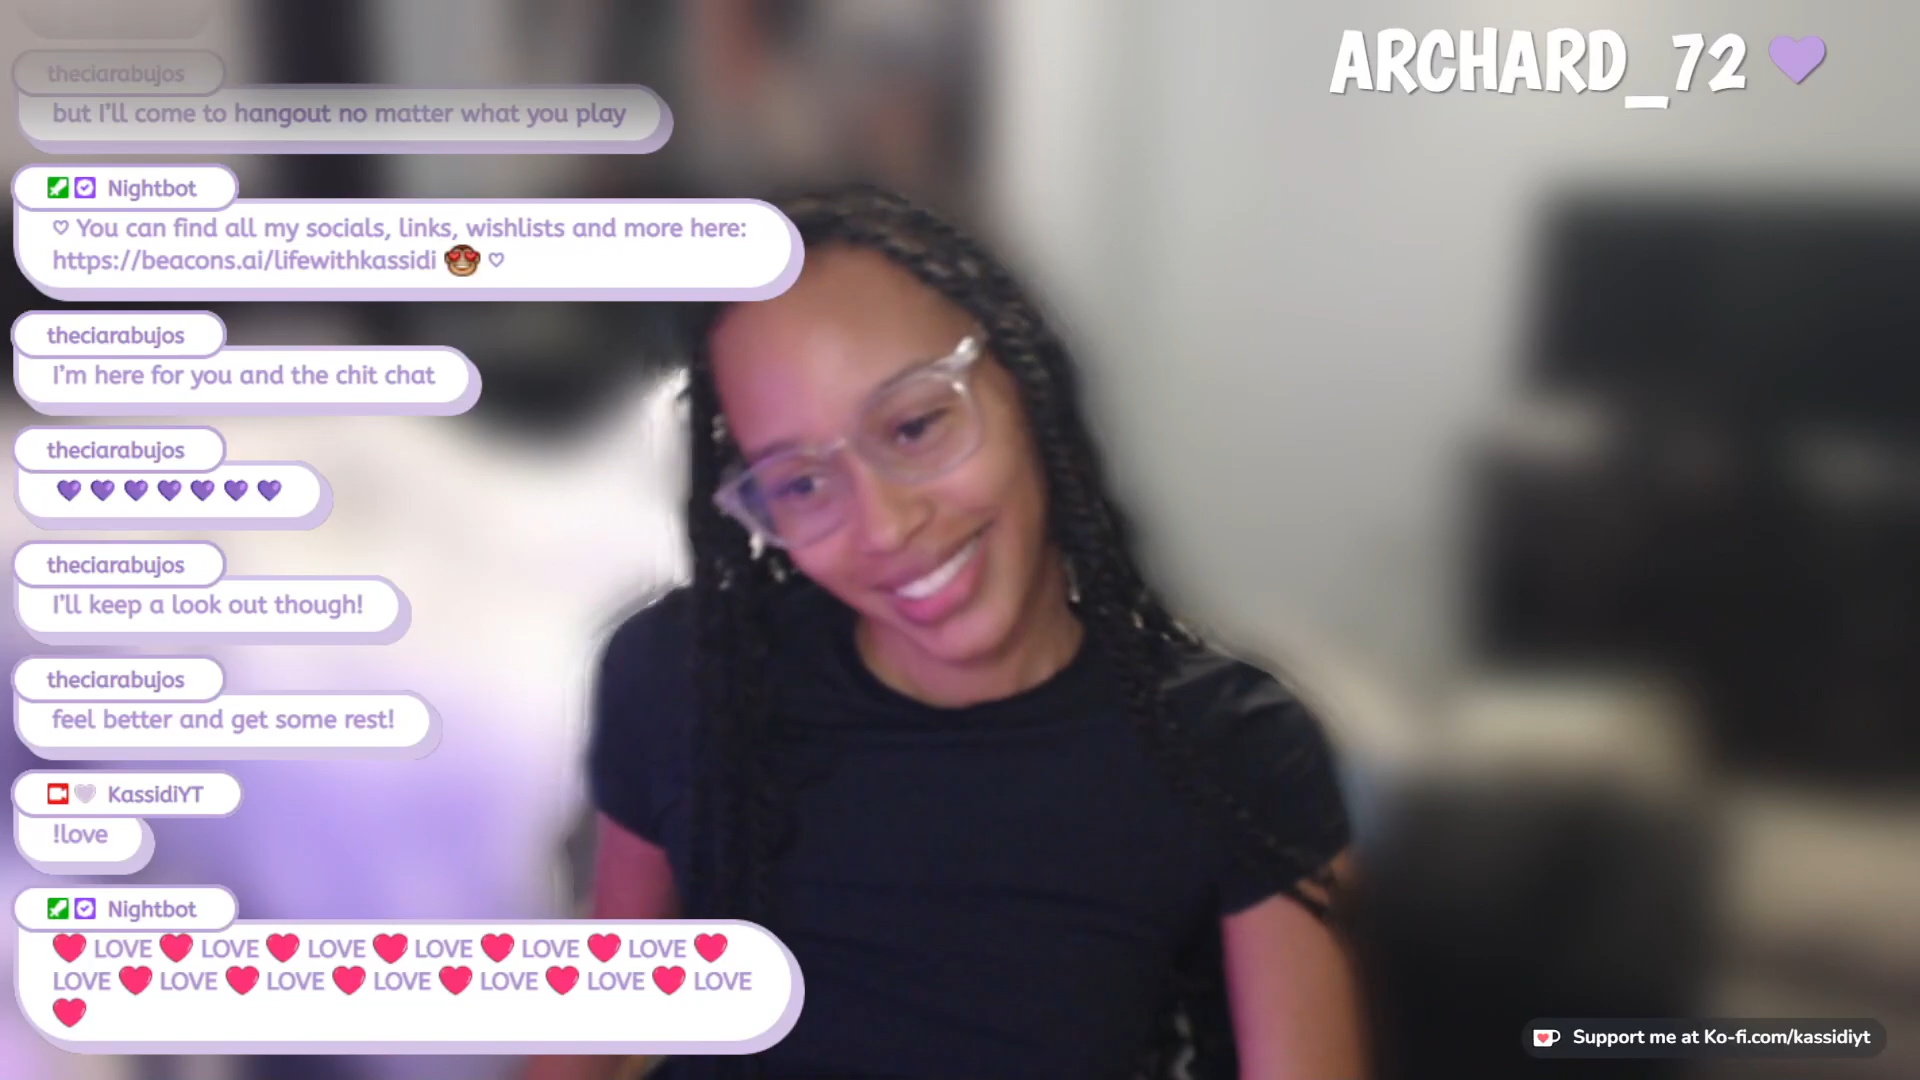 theciarabujos
but I'll come to hangout no matter what you play
Nightbot
♡ You can find all my socials, links, wishlists and more here:
https://beacons.ai/lifewithkassidi 😍 ♡
theciarabujos
I'm here for you and the chit chat
theciarabujos
💜 💜 💜 💜 💜 💜 💜
theciarabujos
I'll keep a look out though!
theciarabujos
feel better and get some rest!
KassidiYT
!love
Nightbot
❤️ LOVE ❤️ LOVE ❤️ LOVE ❤️ LOVE ❤️ LOVE ❤️ LOVE ❤️
LOVE ❤️ LOVE ❤️ LOVE ❤️ LOVE ❤️ LOVE ❤️ LOVE ❤️ LOVE
❤️
ARCHARD_72 💜
Support me at Ko-fi.com/kassidiyt